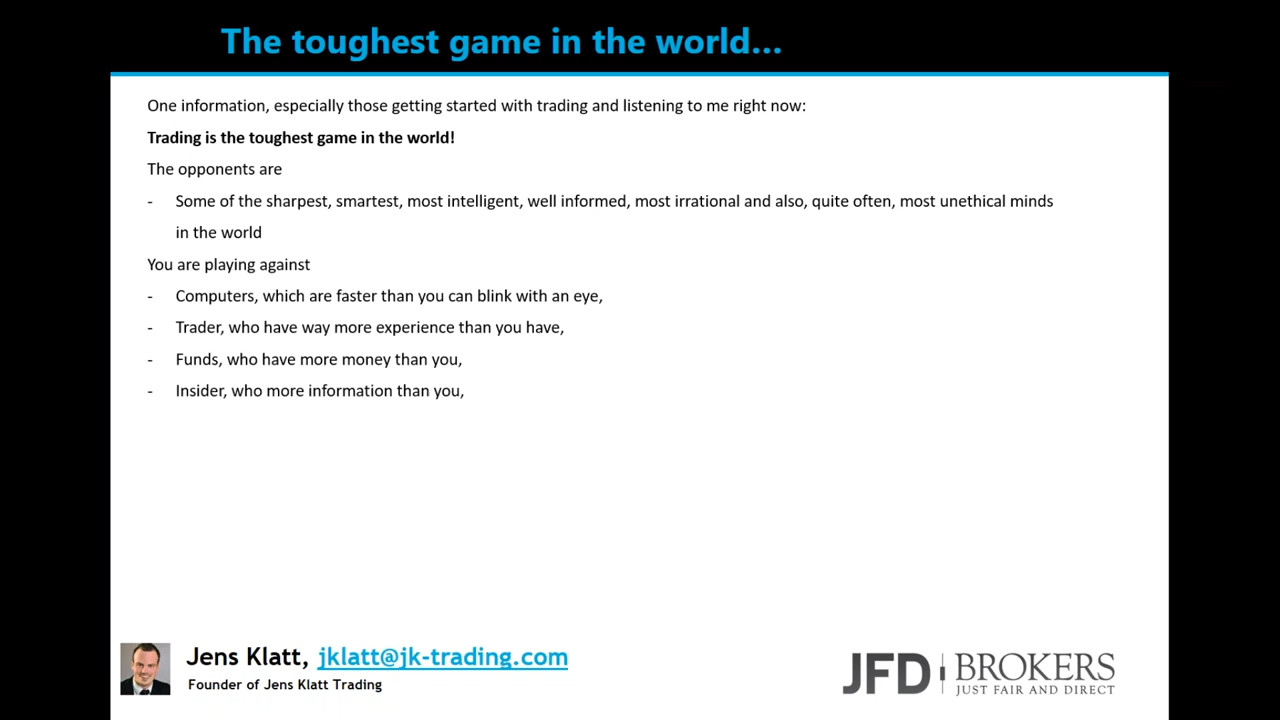 The toughest game in the world...
One information, especially those getting started with trading and listening to me right now:
Trading is the toughest game in the world!
The opponents are
- Some of the sharpest, smartest, most intelligent, well informed, most irrational and also, quite often, most unethical minds
in the world
You are playing against
- Computers, which are faster than you can blink with an eye,
- Trader, who have way more experience than you have,
- Funds, who have more money than you,
- Insider, who more information than you,
Jens Klatt, jklatt@jk-trading.com
Founder of Jens Klatt Trading
JFD BROKERS
JUST FAIR AND DIRECT